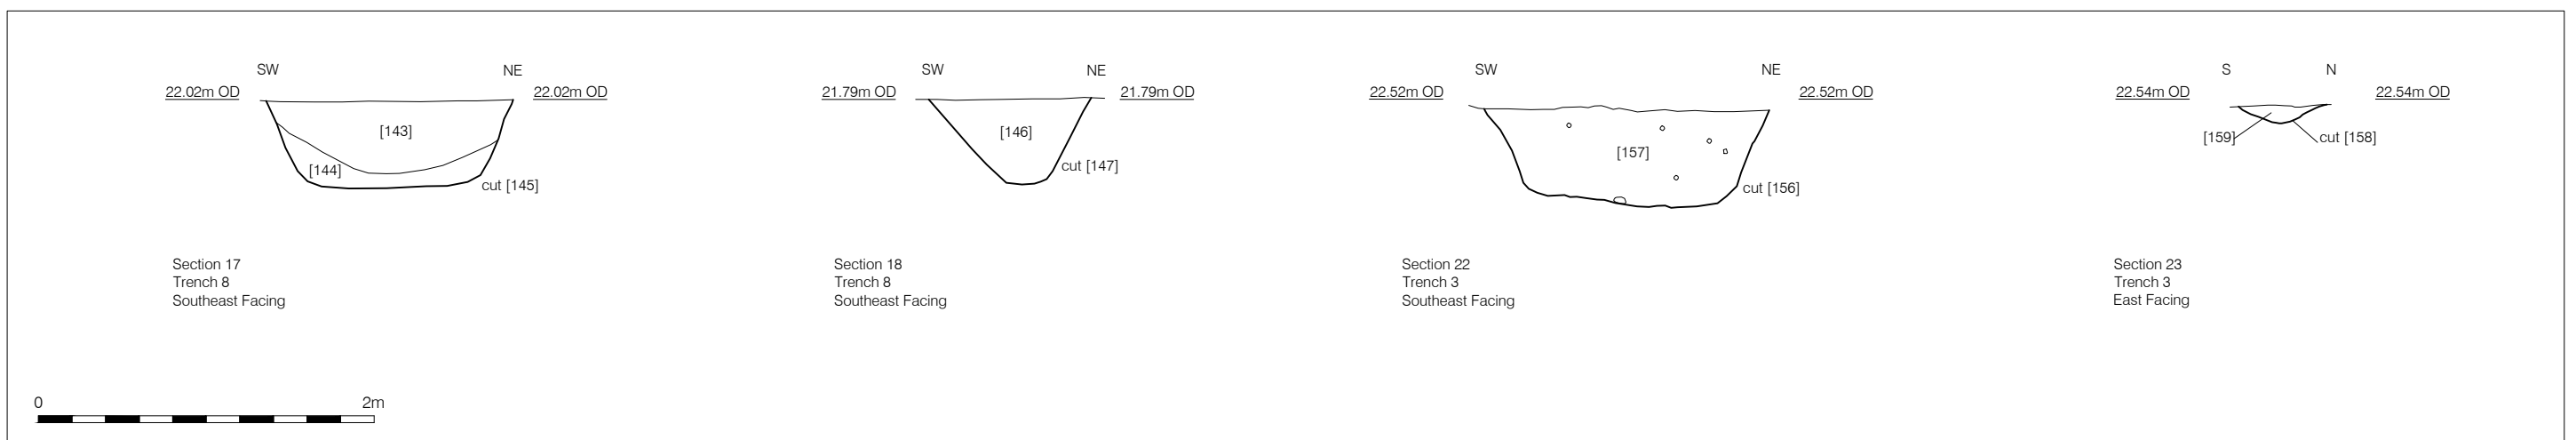 SW NE
22.02m OD 22.02m OD
[143]
[144]
cut [145]
Section 17
Trench 8
Southeast Facing
SW NE
21.79m OD 21.79m OD
[146]
cut [147]
Section 18
Trench 8
Southeast Facing
SW NE
22.52m OD 22.52m OD
[157]
cut [156]
Section 22
Trench 3
Southeast Facing
S N
22.54m OD 22.54m OD
[159] cut [158]
Section 23
Trench 3
East Facing
0 2m